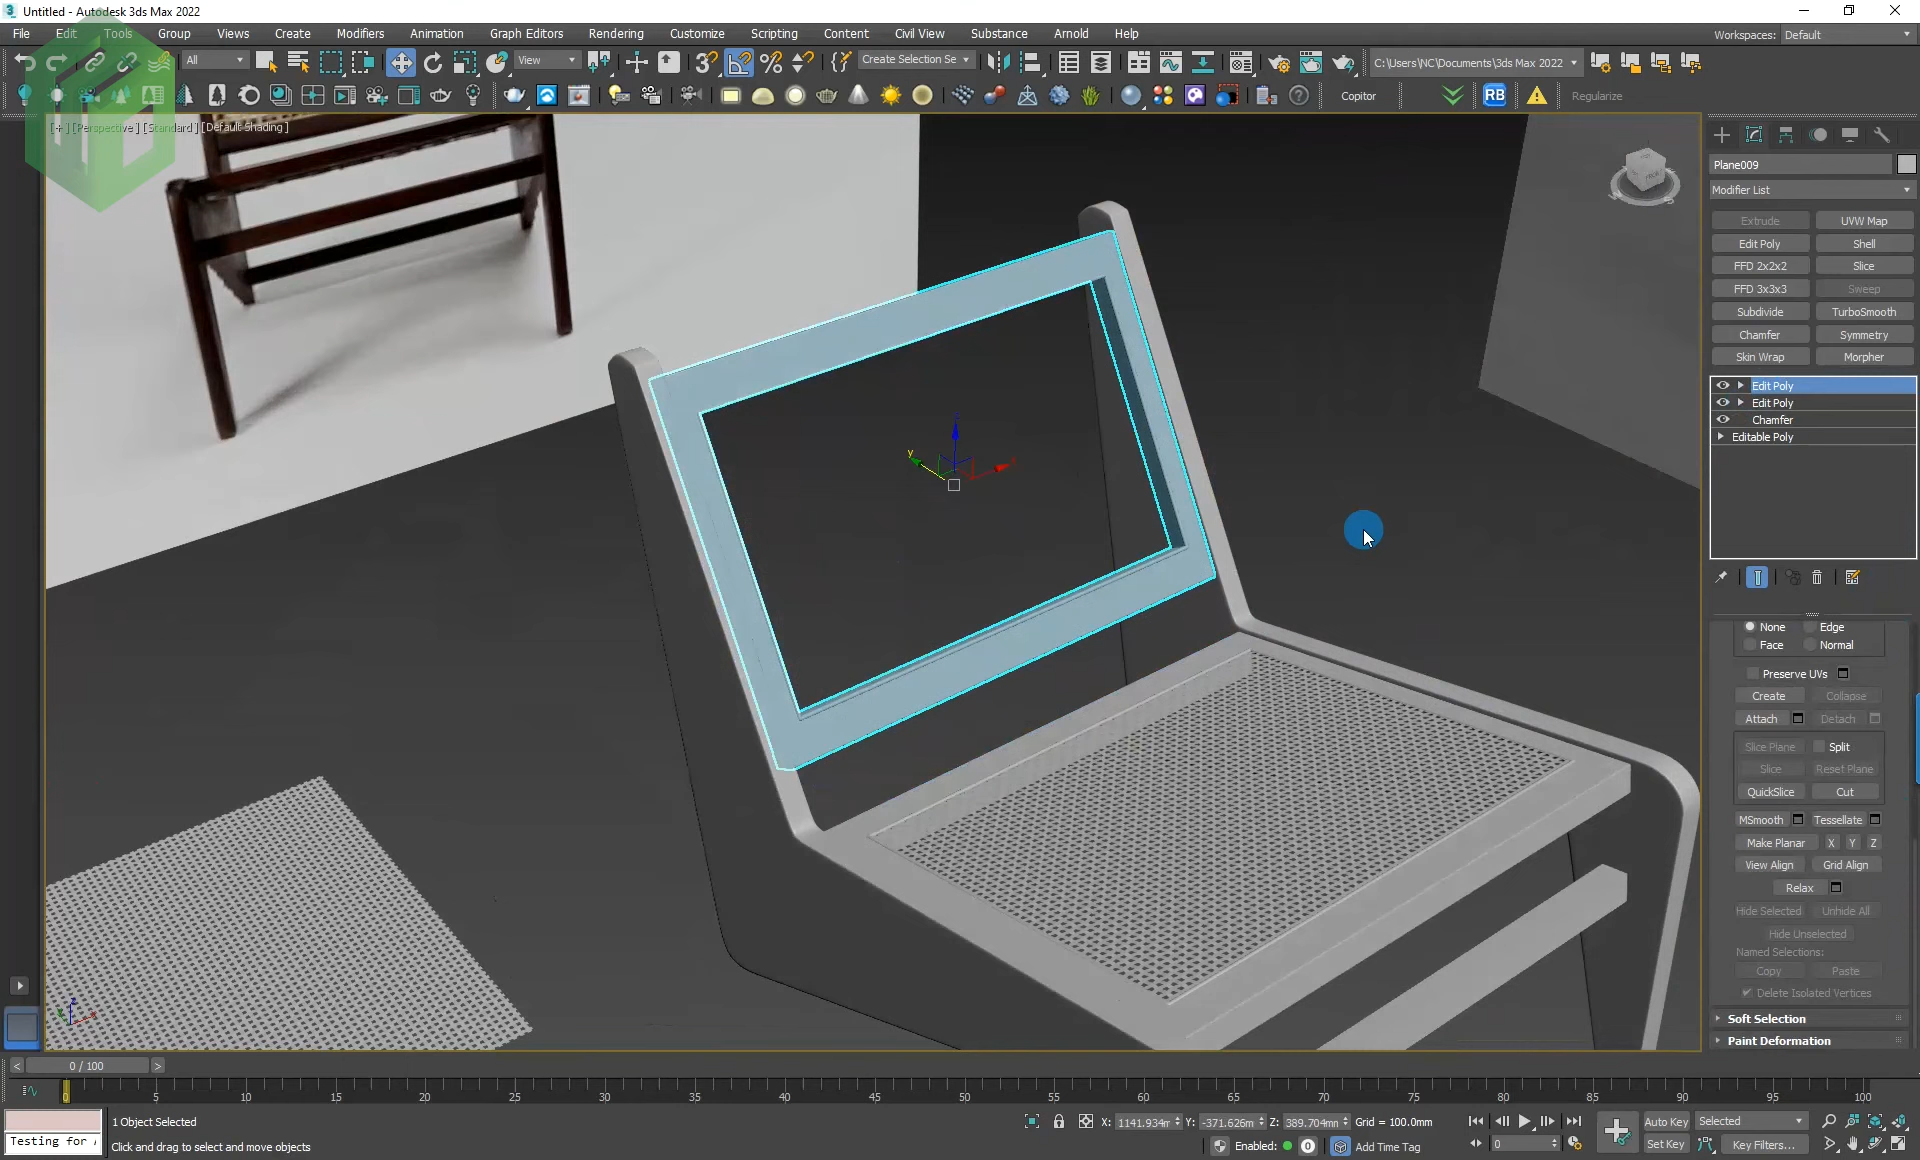 Untitled - Autodesk 3ds Max 2022
File Edit Tools Group Views Create Modifiers Animation Graph Editors Rendering Customize Scripting Content Civil View Substance Arnold Help
Workspaces: Default
All View Create Selection Se C:\Users\NC\Documents\3ds Max 2022
Copitor RB Regularize
[+][Perspective][Standard][Default Shading]
Plane009
Modifier List
Extrude UVW Map
Edit Poly Shell
FFD 2x2x2 Slice
FFD 3x3x3 Sweep
Subdivide TurboSmooth
Chamfer Symmetry
Skin Wrap Morpher
Edit Poly
Edit Poly
Chamfer
Editable Poly
None Edge
Face Normal
Preserve UVs
Create Collapse
Attach Detach
Slice Plane Split
Slice Reset Plane
QuickSlice Cut
MSmooth Tessellate
Make Planar X Y Z
View Align Grid Align
Relax
Hide Selected Unhide All
Hide Unselected
Named Selections:
Copy Paste
Delete Isolated Vertices
Soft Selection
Paint Deformation
< 0 / 100 >
0 5 10 15 20 25 30 35 40 45 50 55 60 65 70 75 80 85 90 95 100
1 Object Selected
X: 1141.934m Y: -371.626m Z: 389.704mm Grid = 100.0mm
Auto Key Selected
Testing for
Click and drag to select and move objects
Enabled: 0 Add Time Tag
0
Set Key Key Filters...